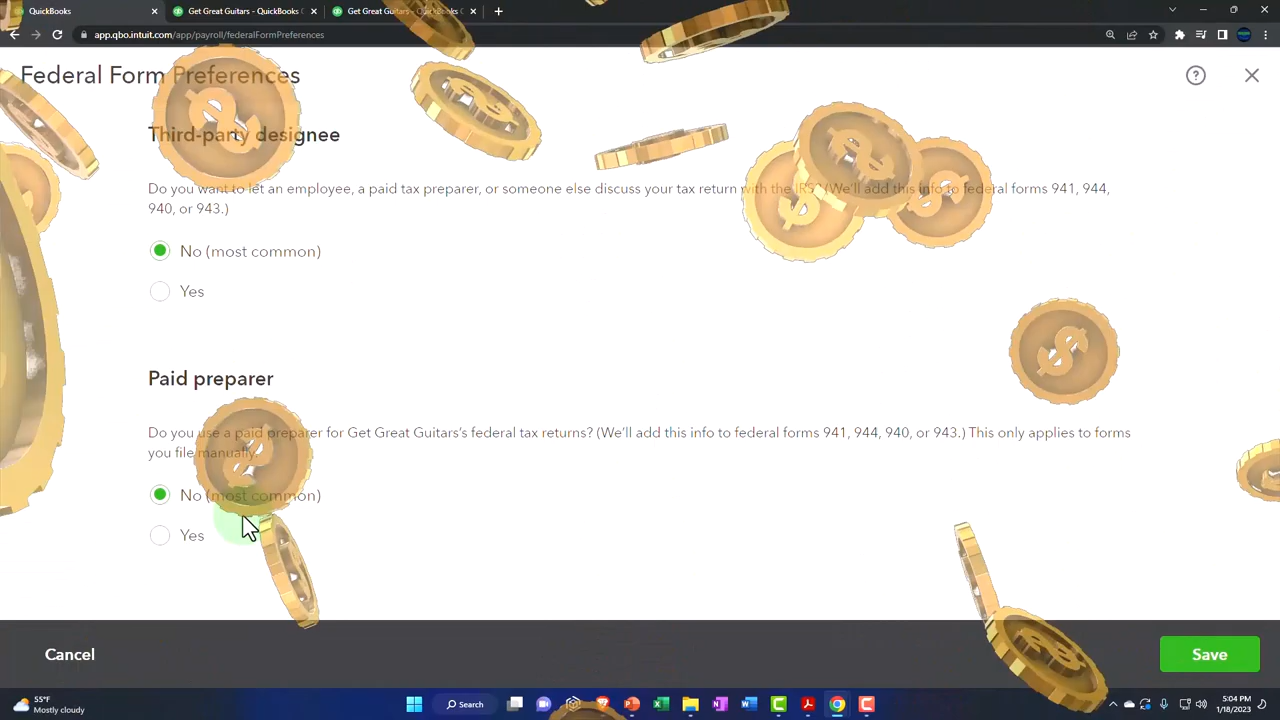 QuickBooks
Get Great Guitars - QuickBooks
Get Great Guitars - QuickBooks
app.qbo.intuit.com/app/payroll/federalFormPreferences
Federal Form Preferences
Third-party designee
Do you want to let an employee, a paid tax preparer, or someone else discuss your tax return with the IRS? (We'll add this info to federal forms 941, 944,
940, or 943.)
No (most common)
Yes
Paid preparer
Do you use a paid preparer for Get Great Guitars's federal tax returns? (We'll add this info to federal forms 941, 944, 940, or 943.) This only applies to forms
you file manually.
No (most common)
Yes
Cancel
Save
55°F
Mostly cloudy
Search
5:04 PM
1/18/2023